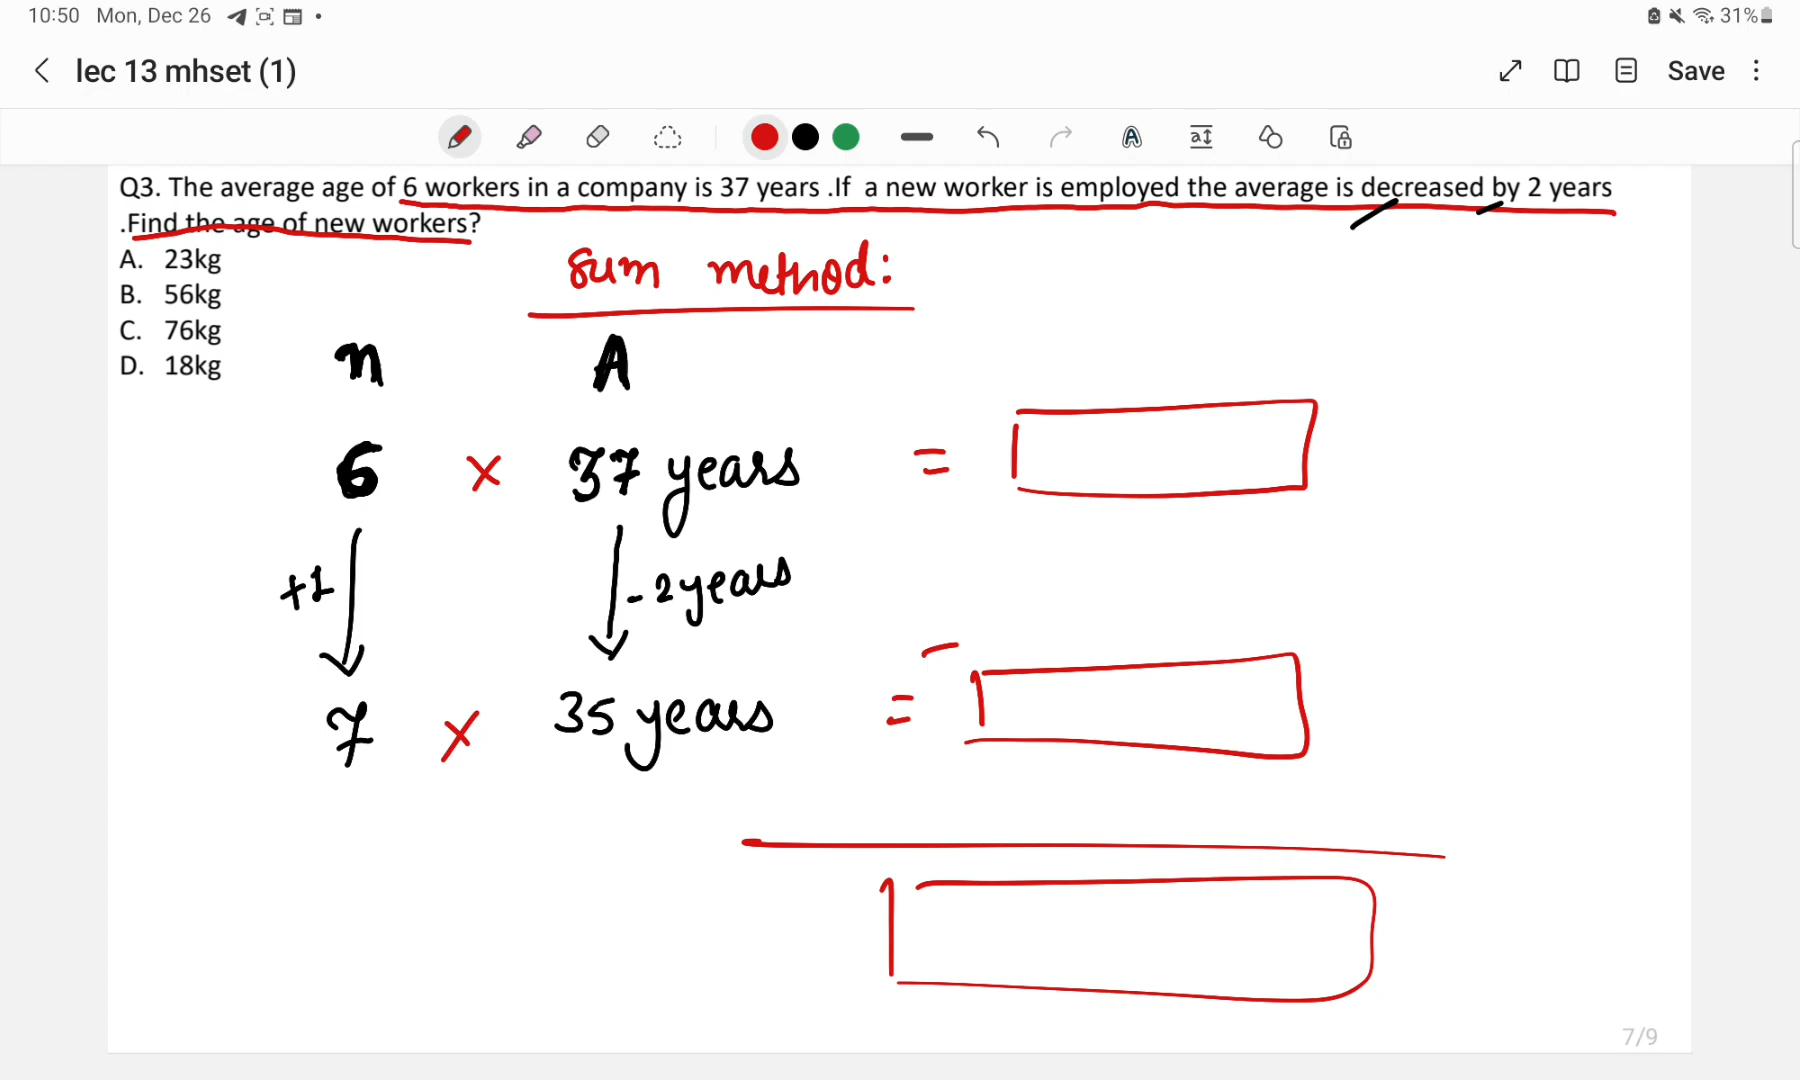 10:50 Mon, Dec 26 31%
lec 13 mhset (1) Save
Q3. The average age of 6 workers in a company is 37 years .If a new worker is employed the average is decreased by 2 years
.Find the age of new workers?
A. 23kg
B. 56kg
C. 76kg
D. 18kg
Sum method:
n A
6 × 37 years =
+1 - 2years
7 × 35 years =
7/9